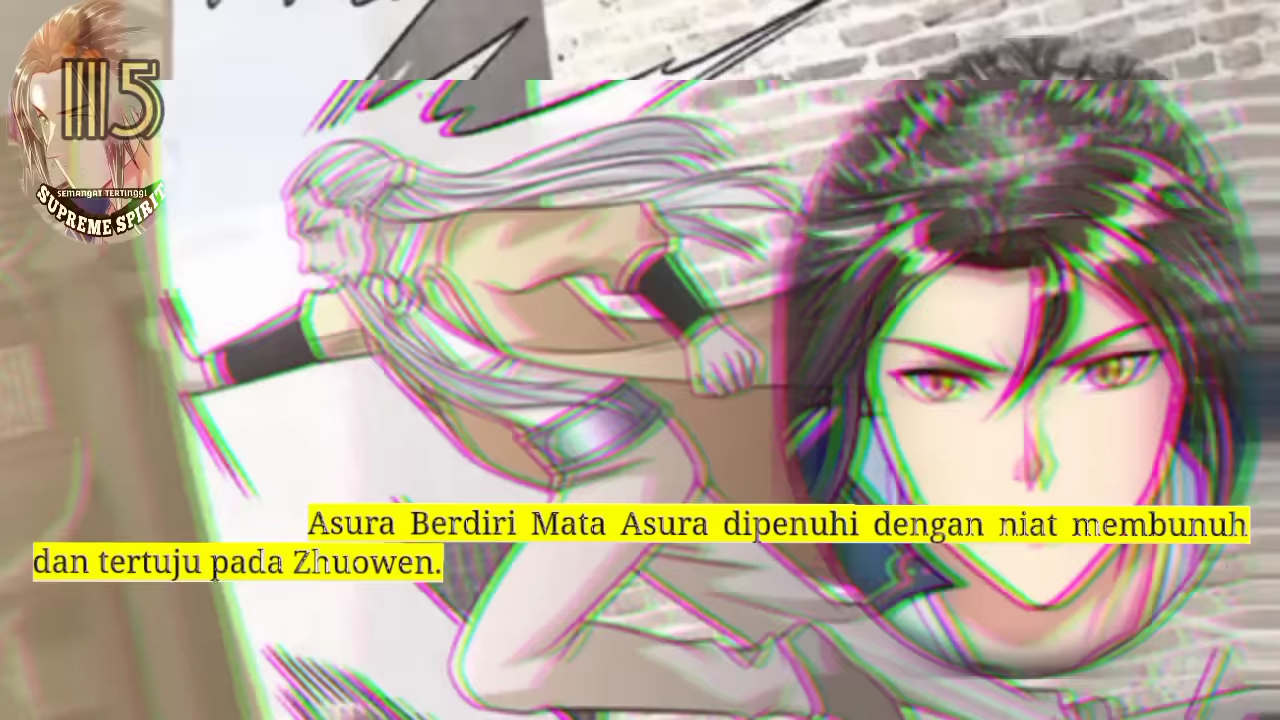 115
SEMANGAT TERTINGGI
SUPREME SPIRIT
Asura Berdiri Mata Asura dipenuhi dengan niat membunuh
dan tertuju pada Zhuowen.